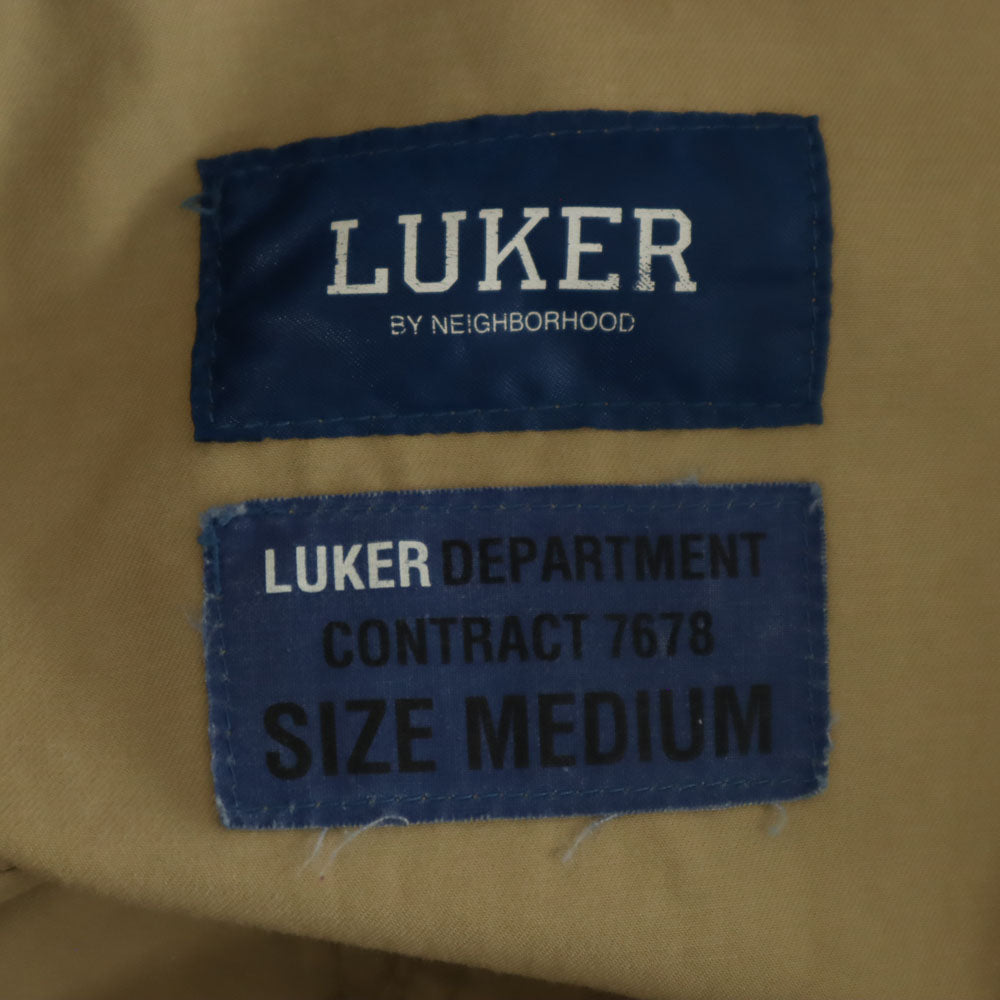 LUKER
BY NEIGHBORHOOD
LUKER DEPARTMENT
CONTRACT 7678
SIZE MEDIUM